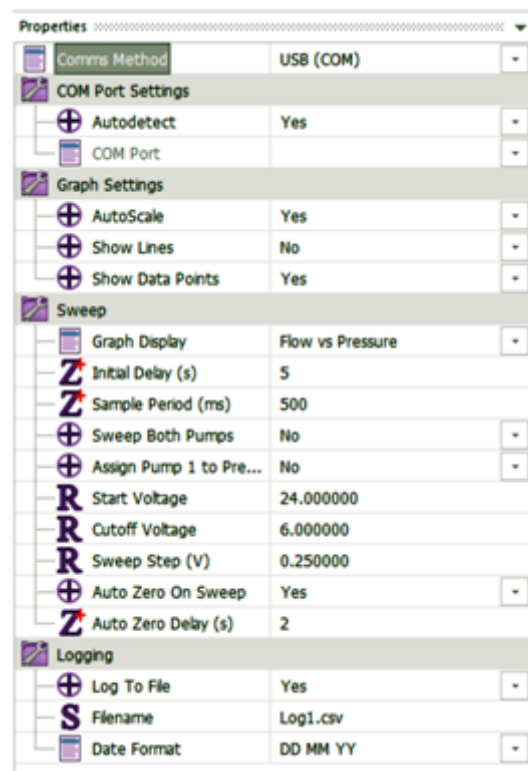 Properties
Comms Method USB (COM)
COM Port Settings
Autodetect Yes
COM Port
Graph Settings
AutoScale Yes
Show Lines No
Show Data Points Yes
Sweep
Graph Display Flow vs Pressure
Z+ Initial Delay (s) 5
Z+ Sample Period (ms) 500
Sweep Both Pumps No
Assign Pump 1 to Pre... No
R Start Voltage 24.000000
R Cutoff Voltage 6.000000
R Sweep Step (V) 0.250000
Auto Zero On Sweep Yes
Z+ Auto Zero Delay (s) 2
Logging
Log To File Yes
S Filename Log1.csv
Date Format DD MM YY